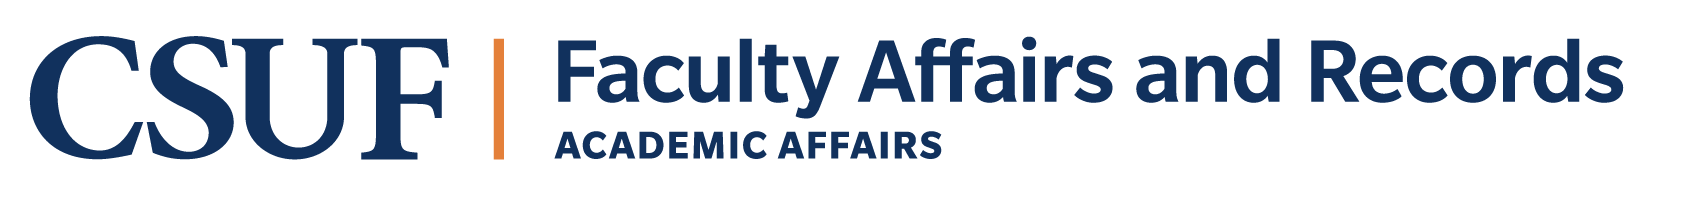 CSUF
Faculty Affairs and Records
ACADEMIC AFFAIRS